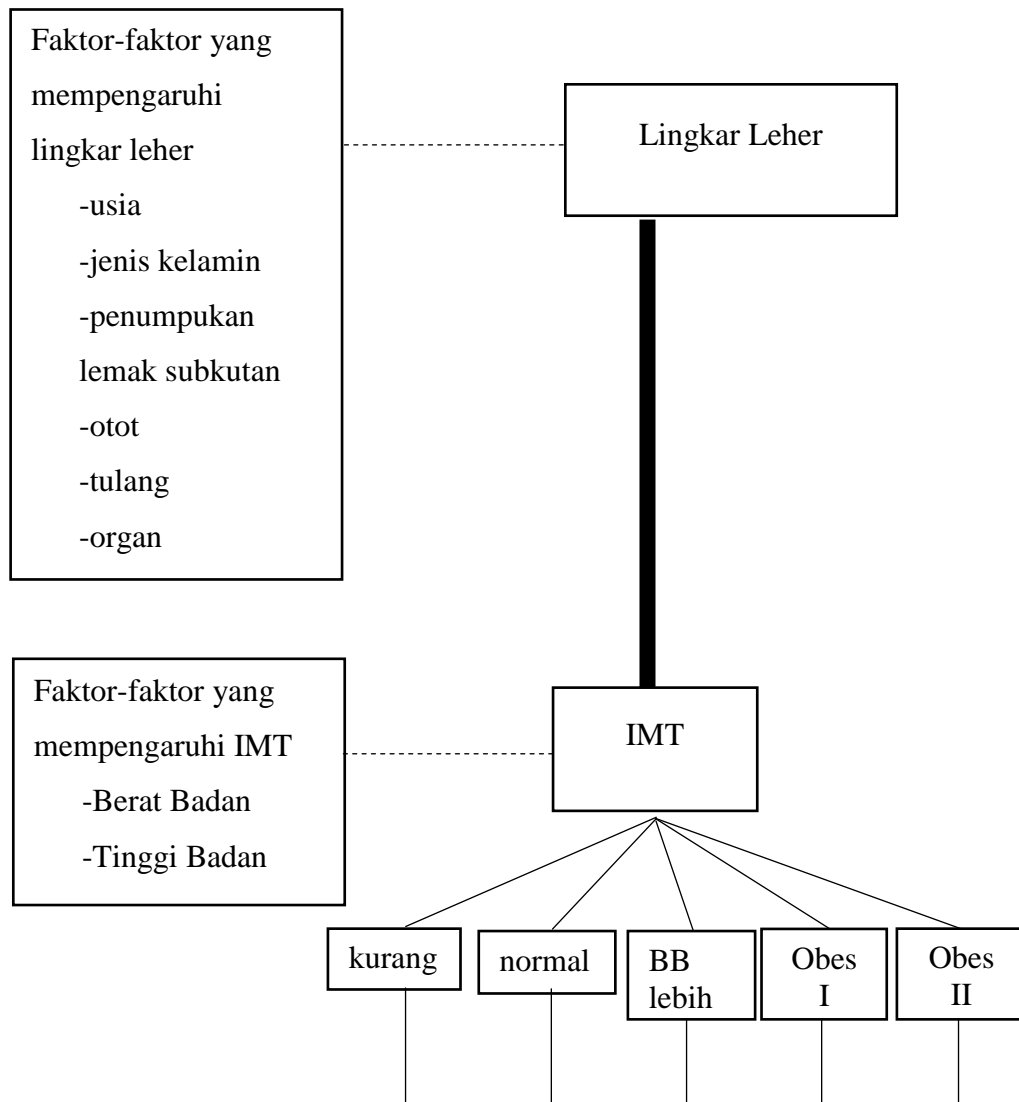 Faktor-faktor yang
mempengaruhi
lingkar leher
-usia
-jenis kelamin
-penumpukan
lemak subkutan
-otot
-tulang
-organ
Lingkar Leher
Faktor-faktor yang
mempengaruhi IMT
-Berat Badan
-Tinggi Badan
IMT
kurang
normal
BB
lebih
Obes
I
Obes
II